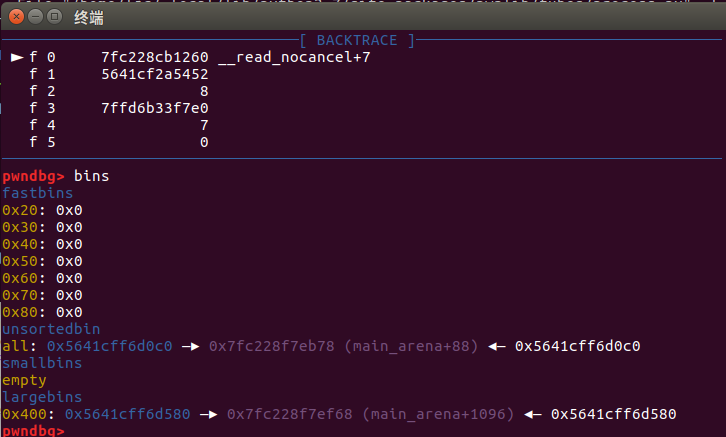 终端
[ BACKTRACE ]
► f 0 7fc228cb1260 __read_nocancel+7
f 1 5641cf2a5452
f 2 8
f 3 7ffd6b33f7e0
f 4 7
f 5 0
pwndbg> bins
fastbins
0x20: 0x0
0x30: 0x0
0x40: 0x0
0x50: 0x0
0x60: 0x0
0x70: 0x0
0x80: 0x0
unsortedbin
all: 0x5641cff6d0c0 —► 0x7fc228f7eb78 (main_arena+88) ◄— 0x5641cff6d0c0
smallbins
empty
largebins
0x400: 0x5641cff6d580 —► 0x7fc228f7ef68 (main_arena+1096) ◄— 0x5641cff6d580
pwndbg>